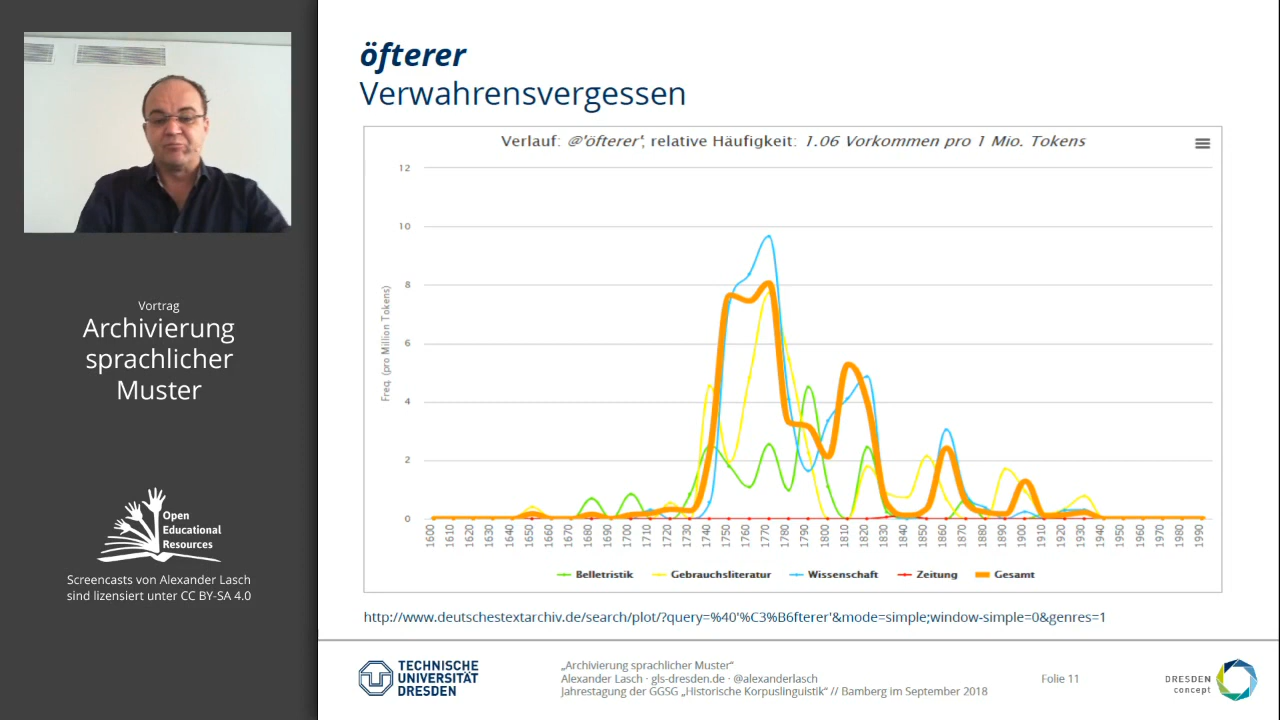 Vortrag
Archivierung
sprachlicher
Muster
Open
Educational
Resources
Screencasts von Alexander Lasch
sind lizensiert unter CC BY-SA 4.0
öfterer
Verwahrensvergessen
Verlauf: @'öfterer', relative Häufigkeit: 1.06 Vorkommen pro 1 Mio. Tokens
Freq. (pro Million Tokens)
12
10
8
6
4
2
0
1600 1610 1620 1630 1640 1650 1660 1670 1680 1690 1700 1710 1720 1730 1740 1750 1760 1770 1780 1790 1800 1810 1820 1830 1840 1850 1860 1870 1880 1890 1900 1910 1920 1930 1940 1950 1960 1970 1980 1990
Belletristik Gebrauchsliteratur Wissenschaft Zeitung Gesamt
http://www.deutschestextarchiv.de/search/plot/?query=%40'%C3%B6fterer'&mode=simple;window-simple=0&genres=1
TECHNISCHE
UNIVERSITÄT
DRESDEN
„Archivierung sprachlicher Muster“
Alexander Lasch · gls-dresden.de · @alexanderlasch
Jahrestagung der GGSG „Historische Korpuslinguistik“ // Bamberg im September 2018
Folie 11
DRESDEN
concept